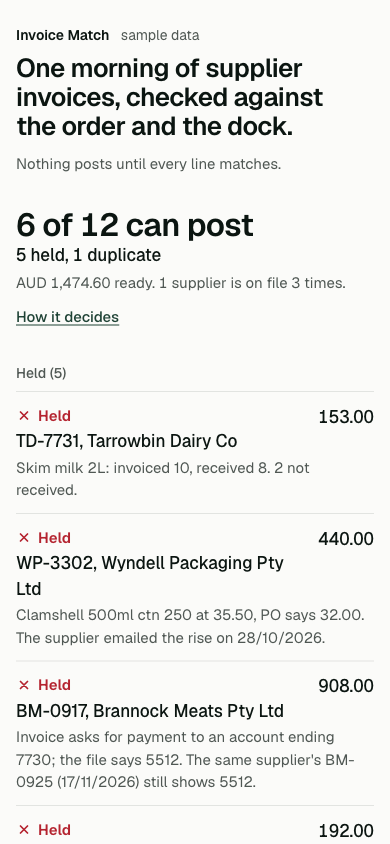 Invoice Match sample data
One morning of supplier
invoices, checked against
the order and the dock.
Nothing posts until every line matches.
6 of 12 can post
5 held, 1 duplicate
AUD 1,474.60 ready. 1 supplier is on file 3 times.
How it decides
Held (5)
× Held 153.00
TD-7731, Tarrowbin Dairy Co
Skim milk 2L: invoiced 10, received 8. 2 not
received.
× Held 440.00
WP-3302, Wyndell Packaging Pty
Ltd
Clamshell 500ml ctn 250 at 35.50, PO says 32.00.
The supplier emailed the rise on 28/10/2026.
× Held 908.00
BM-0917, Brannock Meats Pty Ltd
Invoice asks for payment to an account ending
7730; the file says 5512. The same supplier's BM-
0925 (17/11/2026) still shows 5512.
× Held 192.00